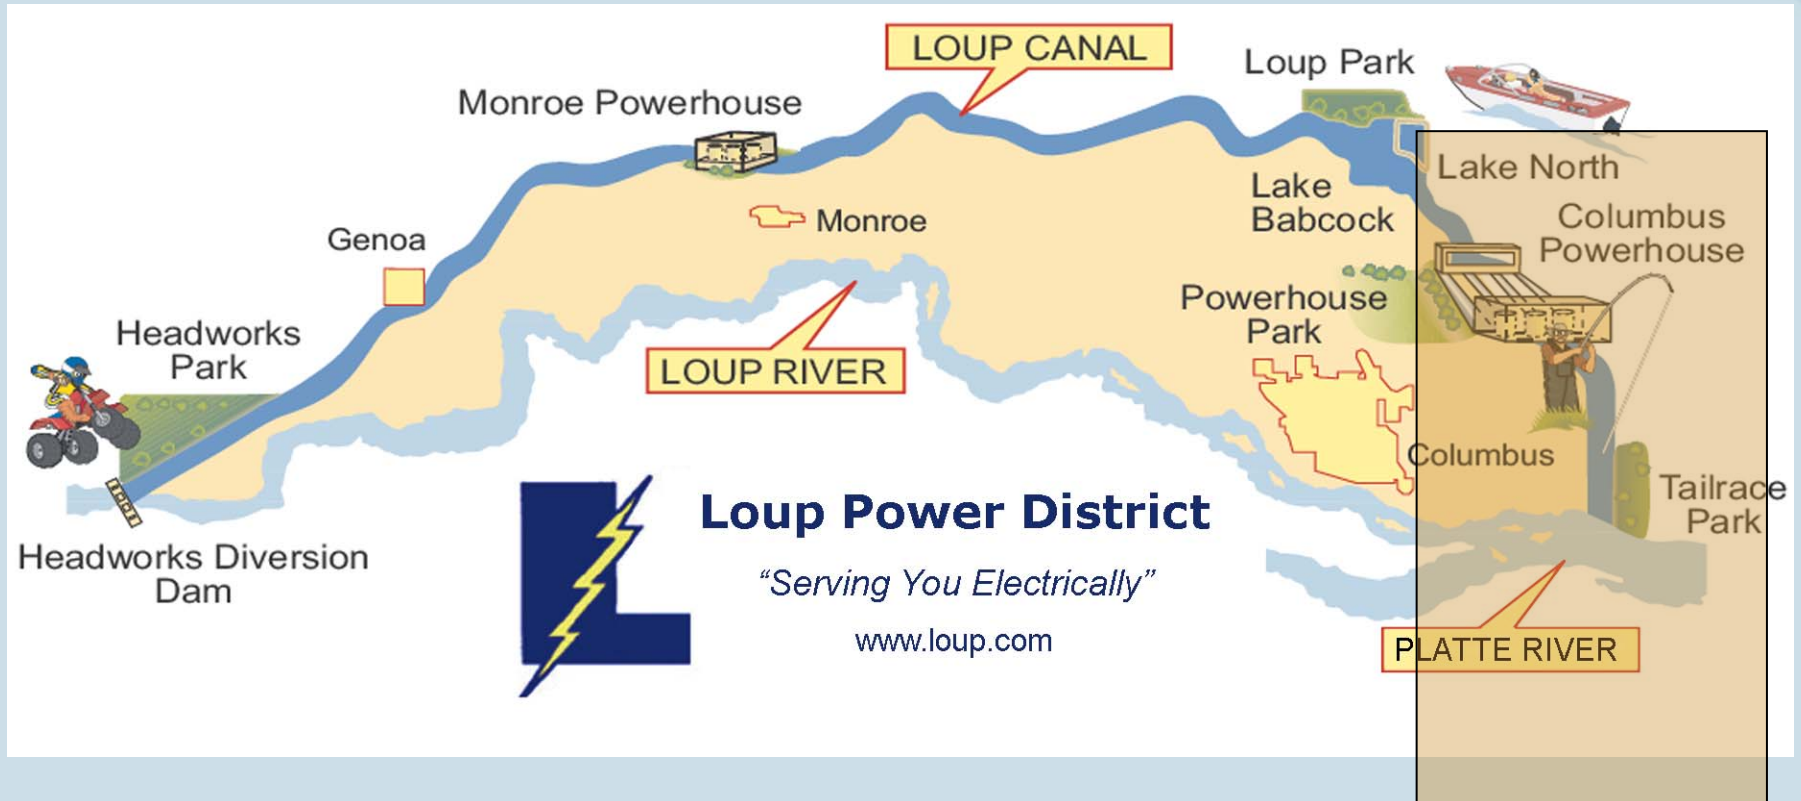 LOUP CANAL
Loup Park
Monroe Powerhouse
Lake North
Lake
Babcock
Columbus
Powerhouse
Monroe
Genoa
Powerhouse
Park
Headworks
Park
LOUP RIVER
Columbus
Tailrace
Park
Loup Power District
Headworks Diversion
Dam
“Serving You Electrically”
www.loup.com
PLATTE RIVER